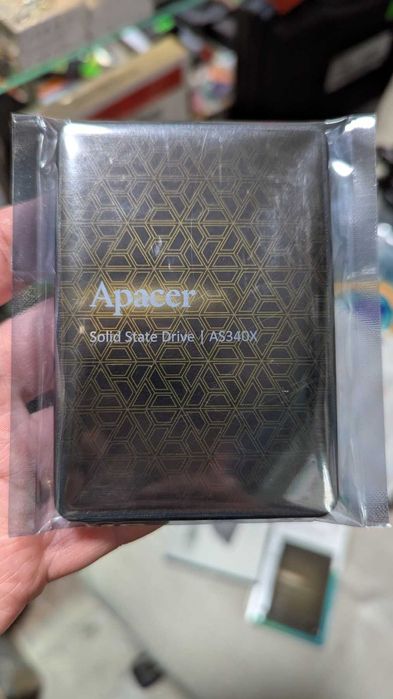 Apacer
Solid State Drive | AS340X